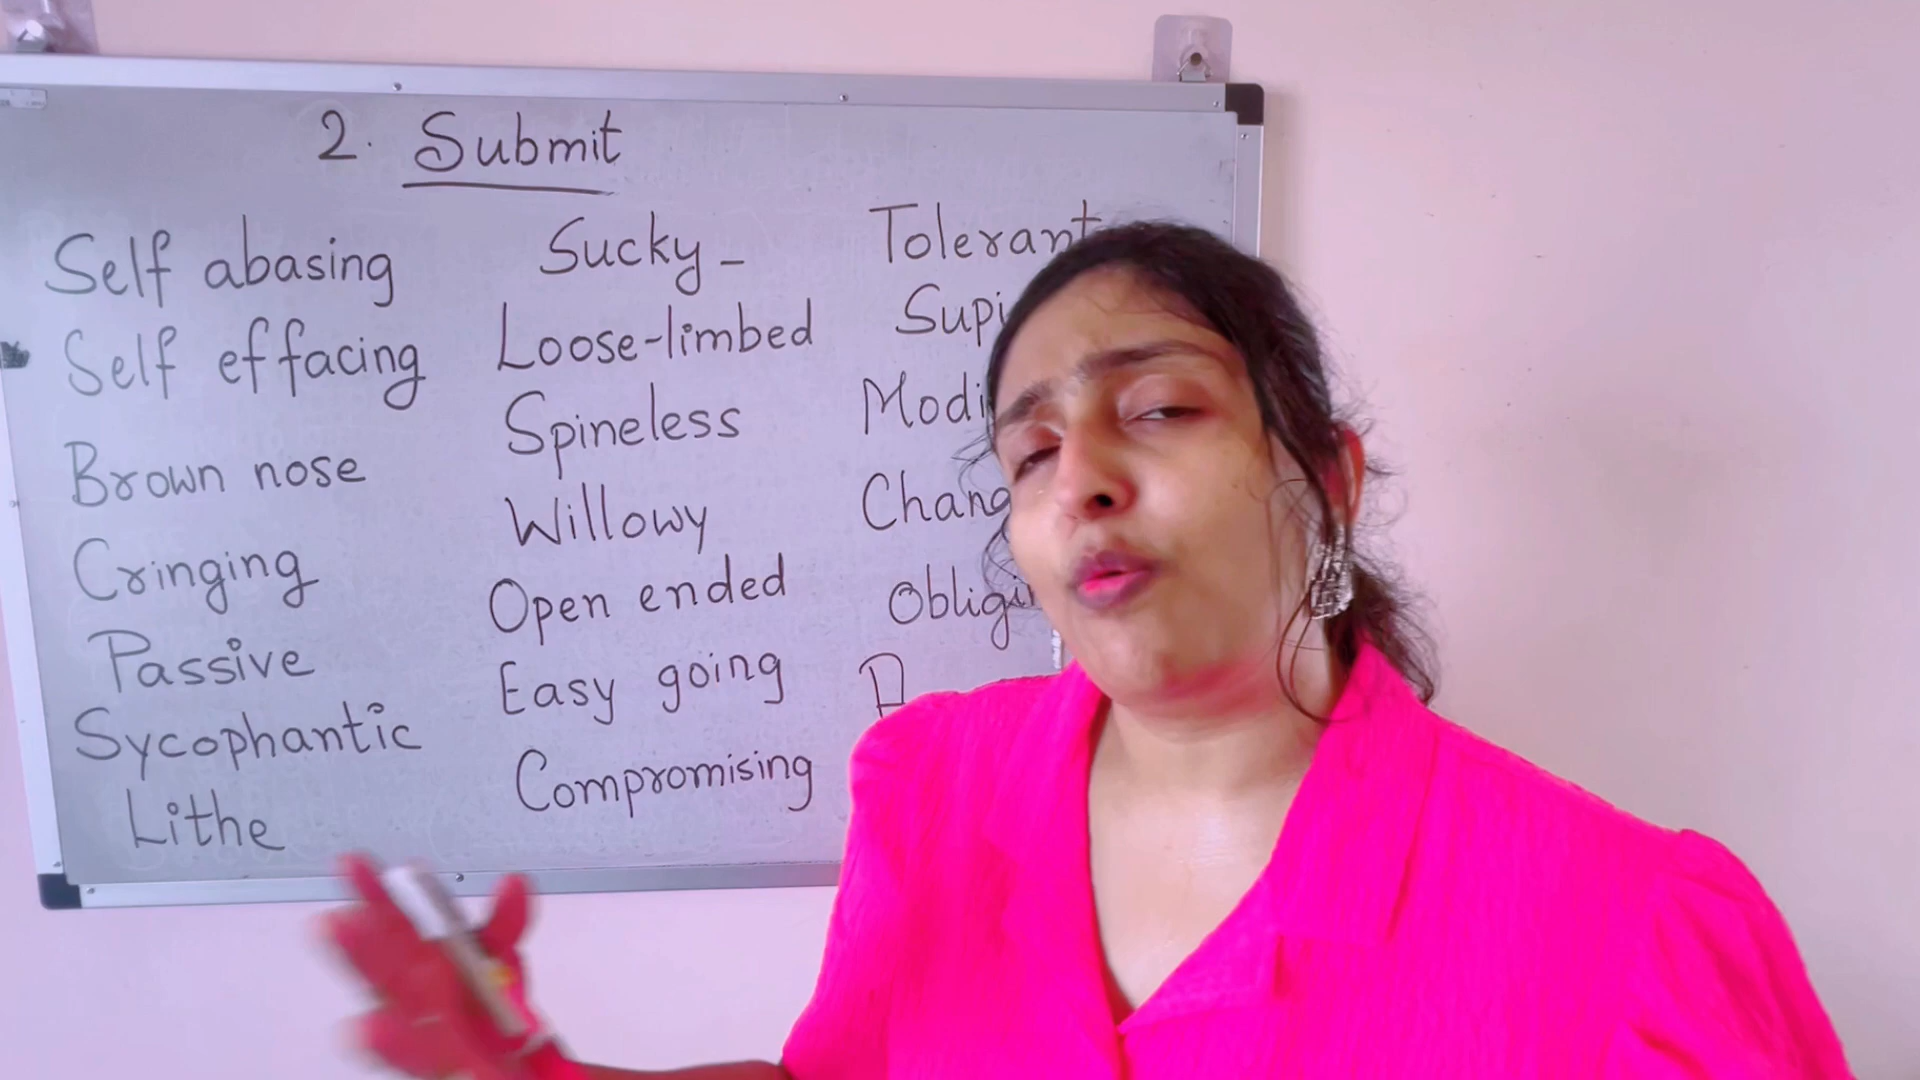 2. Submit
Self abasing
Self effacing
Brown nose
Cringing
Passive
Sycophantic
Lithe
Sucky -
Loose-limbed
Spineless
Willowy
Open ended
Easy going
Compromising
Tolerant